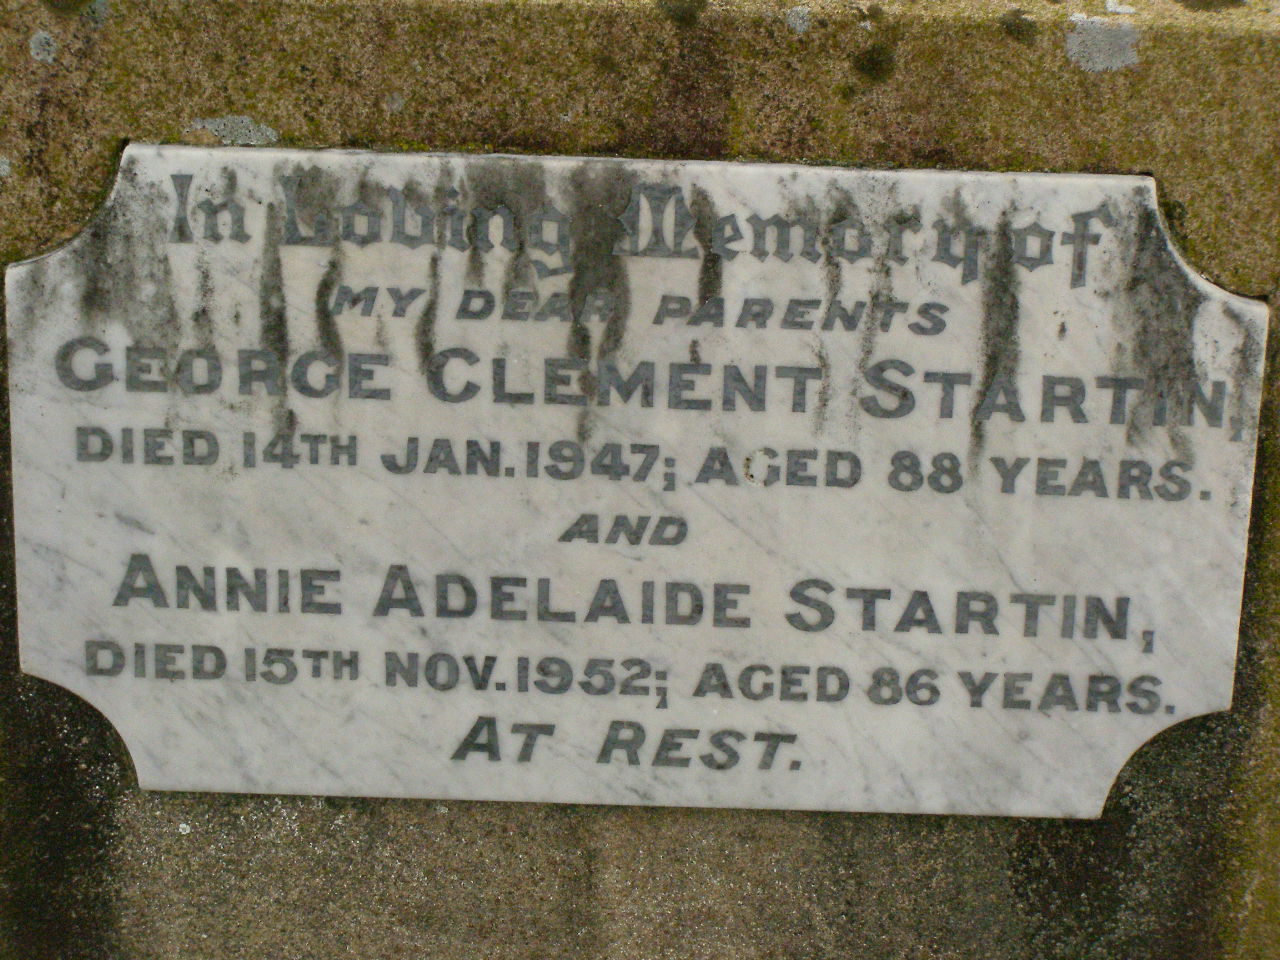 In Loving Memory of
MY DEAR PARENTS
GEORGE CLEMENT STARTIN,
DIED 14TH JAN. 1947; AGED 88 YEARS.
AND
ANNIE ADELAIDE STARTIN,
DIED 15TH NOV. 1952; AGED 86 YEARS.
AT REST.